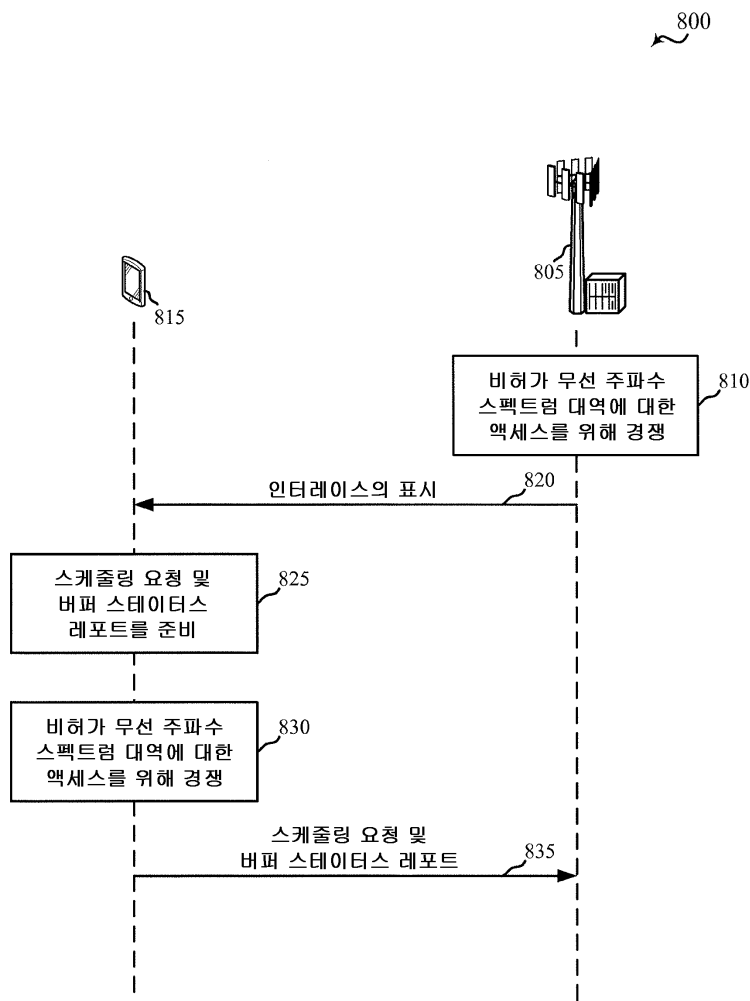 800
805
815
비허가 무선 주파수
스펙트럼 대역에 대한
액세스를 위해 경쟁
810
인터레이스의 표시
820
스케줄링 요청 및
버퍼 스테이터스
레포트를 준비
825
비허가 무선 주파수
스펙트럼 대역에 대한
액세스를 위해 경쟁
830
스케줄링 요청 및
버퍼 스테이터스 레포트
835